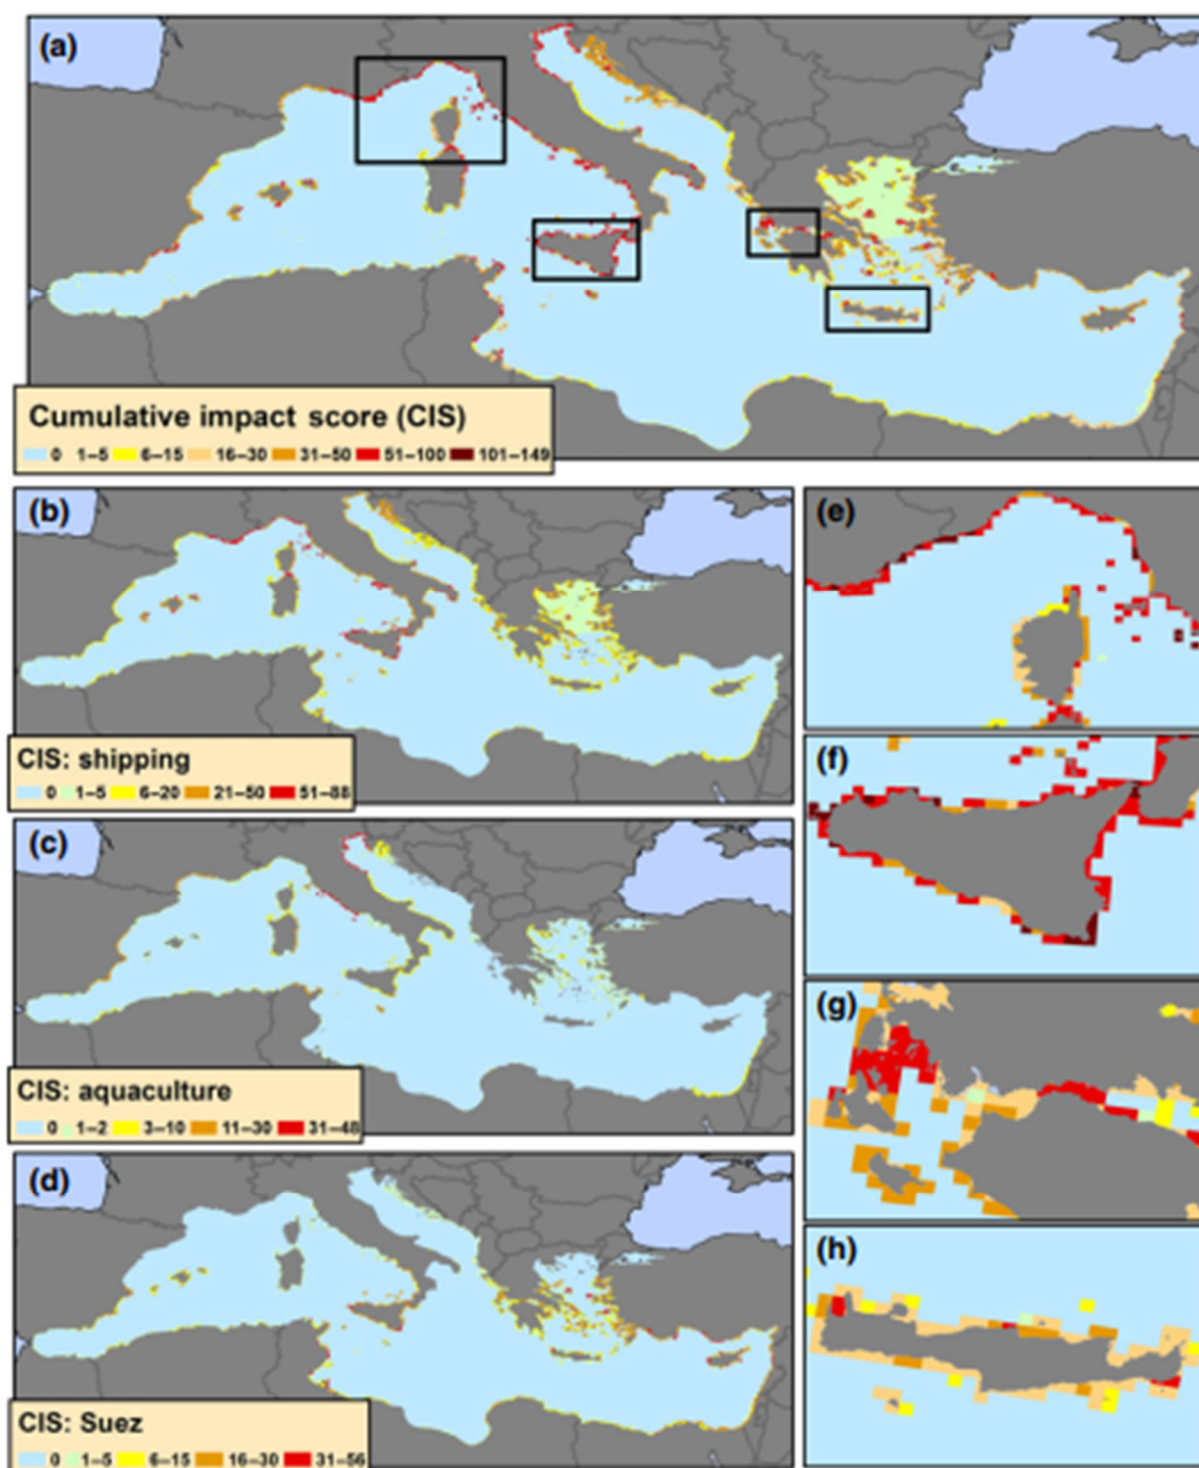 (a)
Cumulative impact score (CIS)
0 1–5 6–15 16–30 31–50 51–100 101–149
(b)
CIS: shipping
0 1–5 6–20 21–50 51–88
(c)
CIS: aquaculture
0 1–2 3–10 11–30 31–48
(d)
CIS: Suez
0 1–5 6–15 16–30 31–56
(e)
(f)
(g)
(h)